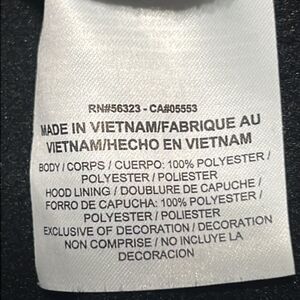 RN#56323 - CA#05553
MADE IN VIETNAM/FABRIQUE AU
VIETNAM/HECHO EN VIETNAM
BODY / CORPS / CUERPO: 100% POLYESTER /
POLYESTER / POLIESTER
HOOD LINING / DOUBLURE DE CAPUCHE /
FORRO DE CAPUCHA: 100% POLYESTER /
POLYESTER / POLIESTER
EXCLUSIVE OF DECORATION / DECORATION
NON COMPRISE / NO INCLUYE LA
DECORACIÓN